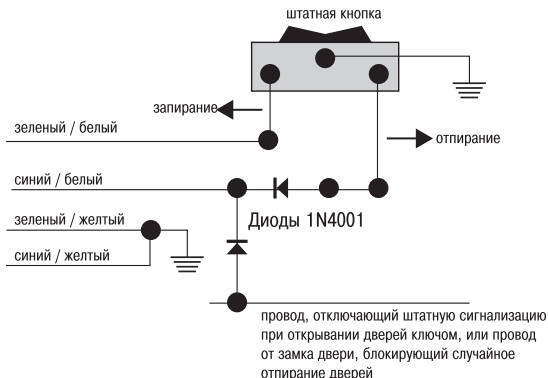 штатная кнопка
запирание
зеленый / белый
отпирание
синий / белый
зеленый / желтый
Диоды 1N4001
синий / желтый
провод, отключающий штатную сигнализацию
при открывании дверей ключом, или провод
от замка двери, блокирующий случайное
отпирание дверей